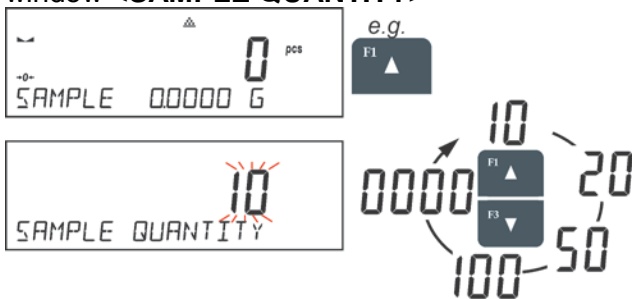 window <SAMPLE QUANTITY>
→0←
0 pcs
SAMPLE 0.0000 G
e.g.
F1
10
SAMPLE QUANTITY
10
20
50
100
0000
F1
F3